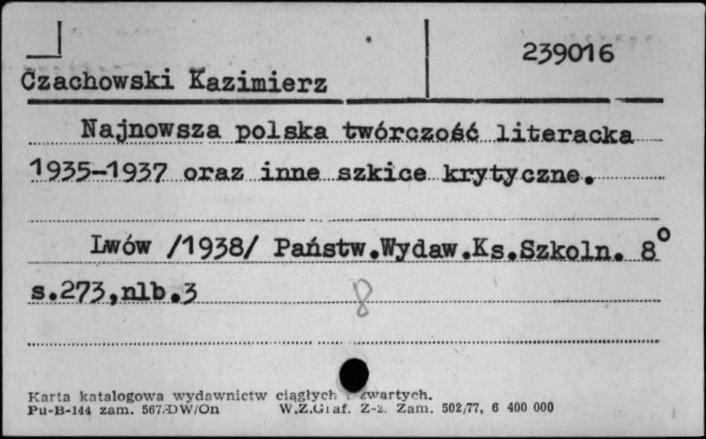 239016
Czachowski Kazimierz
Najnowsza polska twórczość literacka
1935-1937 oraz inne szkice krytyczne.
Lwów /1938/ Państw.Wydaw.Ks.Szkoln. 8°
s.273,nlb.3
8
Karta katalogowa wydawnictw ciągłych i zwartych.
Pu-B-144 zam. 567/DW/On W.Z.Graf. Z-z. Zam. 502/77, 6 400 000